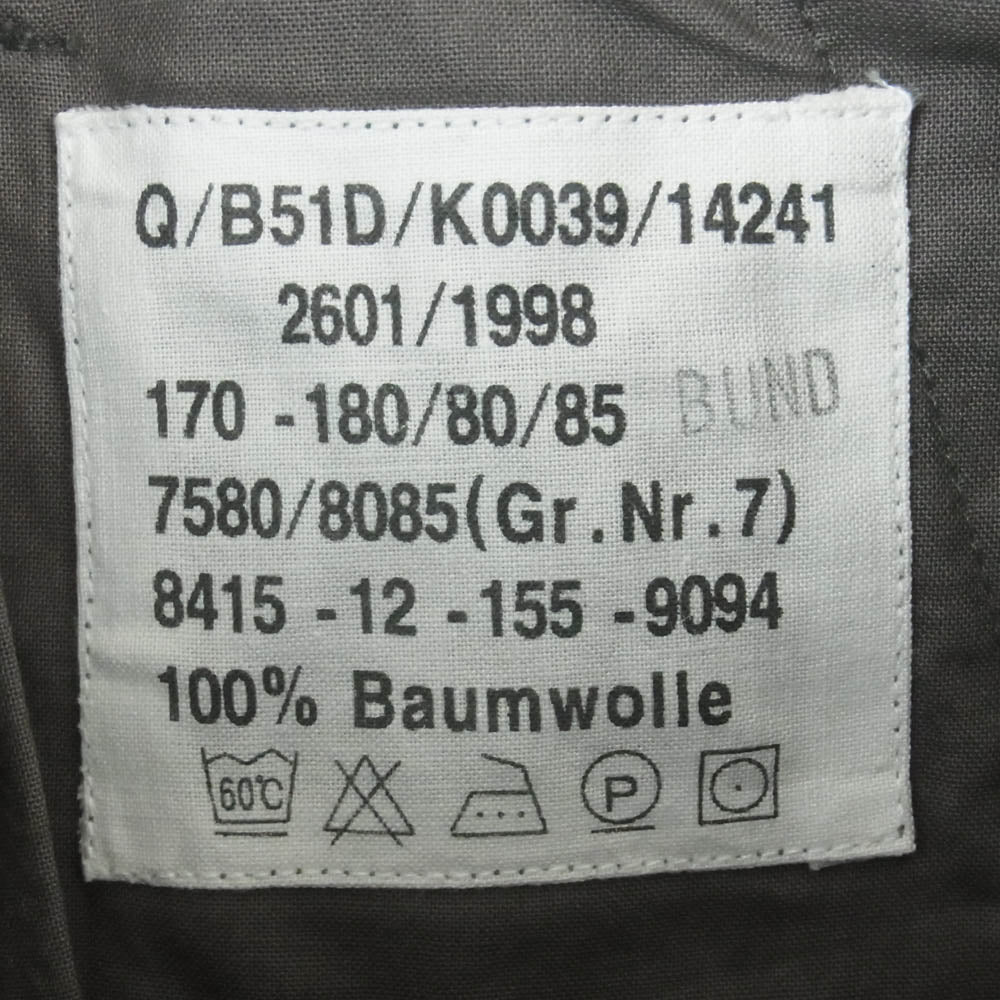 Q/B51D/K0039/14241
2601/1998
170 -180/80/85 BUND
7580/8085(Gr.Nr.7)
8415 -12 -155 -9094
100% Baumwolle
60°C P